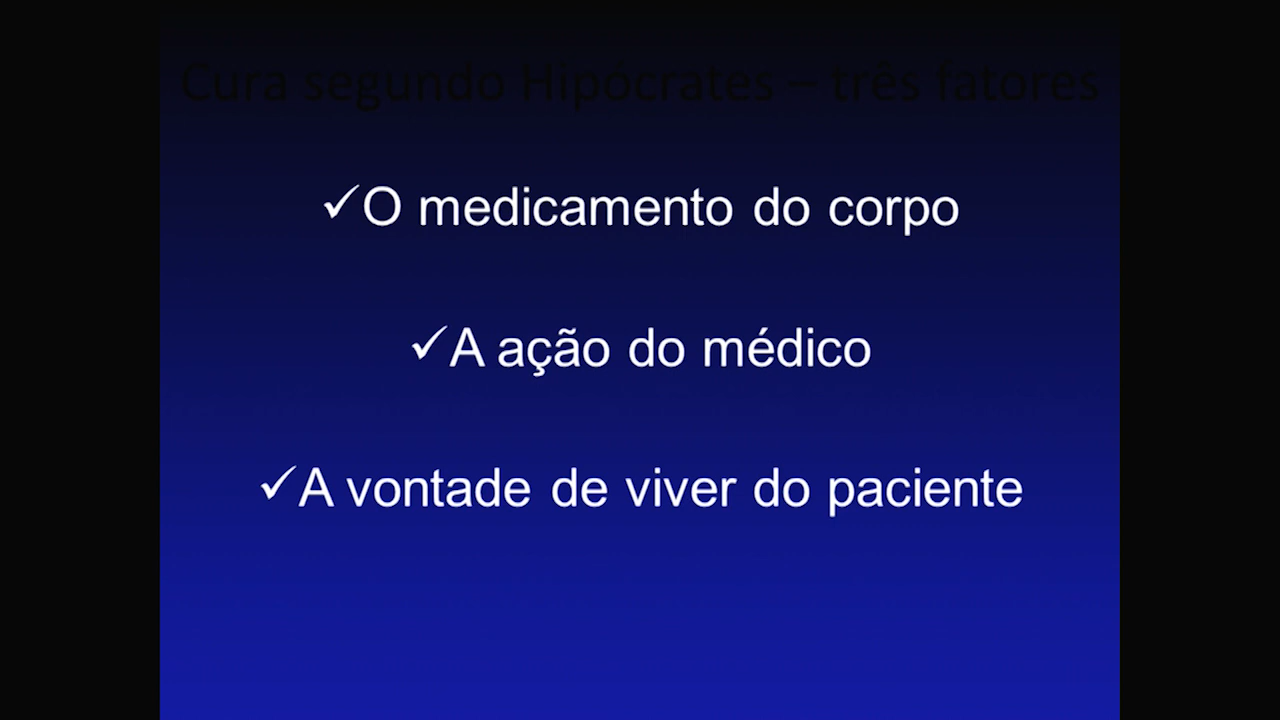 Cura segundo Hipócrates – três fatores
✓O medicamento do corpo
✓A ação do médico
✓A vontade de viver do paciente